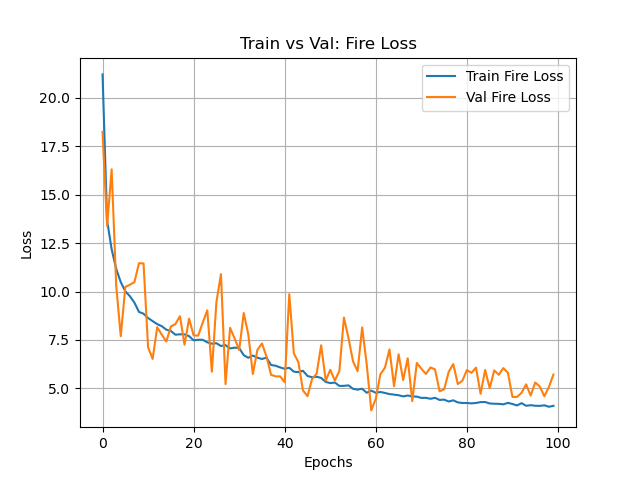 Train vs Val: Fire Loss
Train Fire Loss
Val Fire Loss
20.0
17.5
15.0
12.5
10.0
7.5
5.0
Loss
0 20 40 60 80 100
Epochs